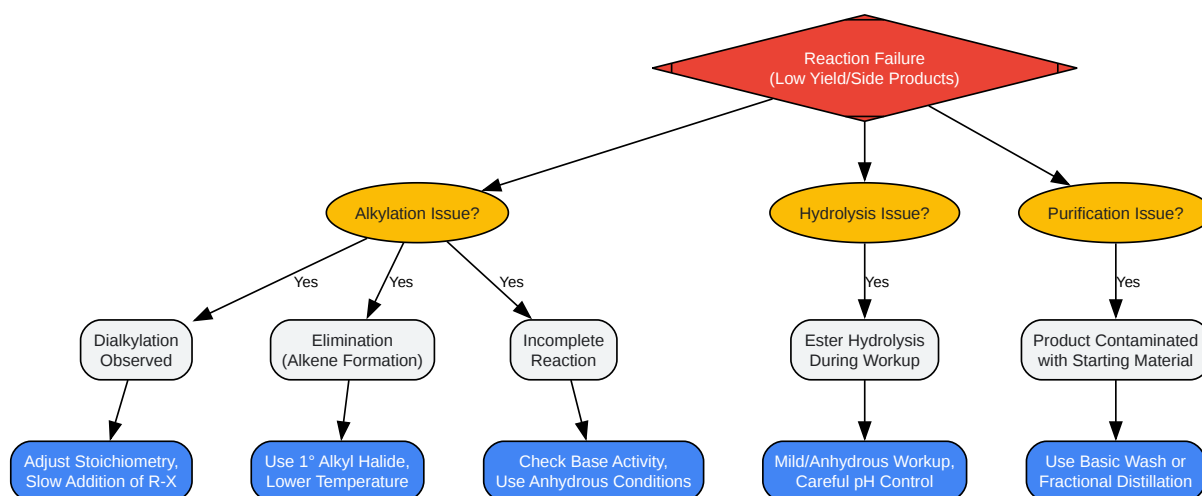 Reaction Failure
(Low Yield/Side Products)
Alkylation Issue?
Hydrolysis Issue?
Purification Issue?
Yes
Yes
Yes
Yes
Yes
Dialkylation
Observed
Elimination
(Alkene Formation)
Incomplete
Reaction
Ester Hydrolysis
During Workup
Product Contaminated
with Starting Material
Adjust Stoichiometry,
Slow Addition of R-X
Use 1° Alkyl Halide,
Lower Temperature
Check Base Activity,
Use Anhydrous Conditions
Mild/Anhydrous Workup,
Careful pH Control
Use Basic Wash or
Fractional Distillation